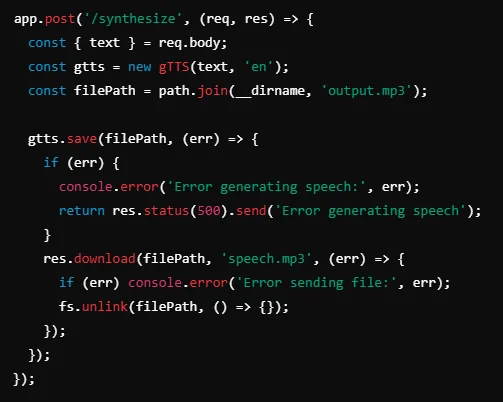 app.post('/synthesize', (req, res) => {
  const { text } = req.body;
  const gtts = new gTTS(text, 'en');
  const filePath = path.join(__dirname, 'output.mp3');

  gtts.save(filePath, (err) => {
    if (err) {
      console.error('Error generating speech:', err);
      return res.status(500).send('Error generating speech');
    }
    res.download(filePath, 'speech.mp3', (err) => {
      if (err) console.error('Error sending file:', err);
      fs.unlink(filePath, () => {});
    });
  });
});